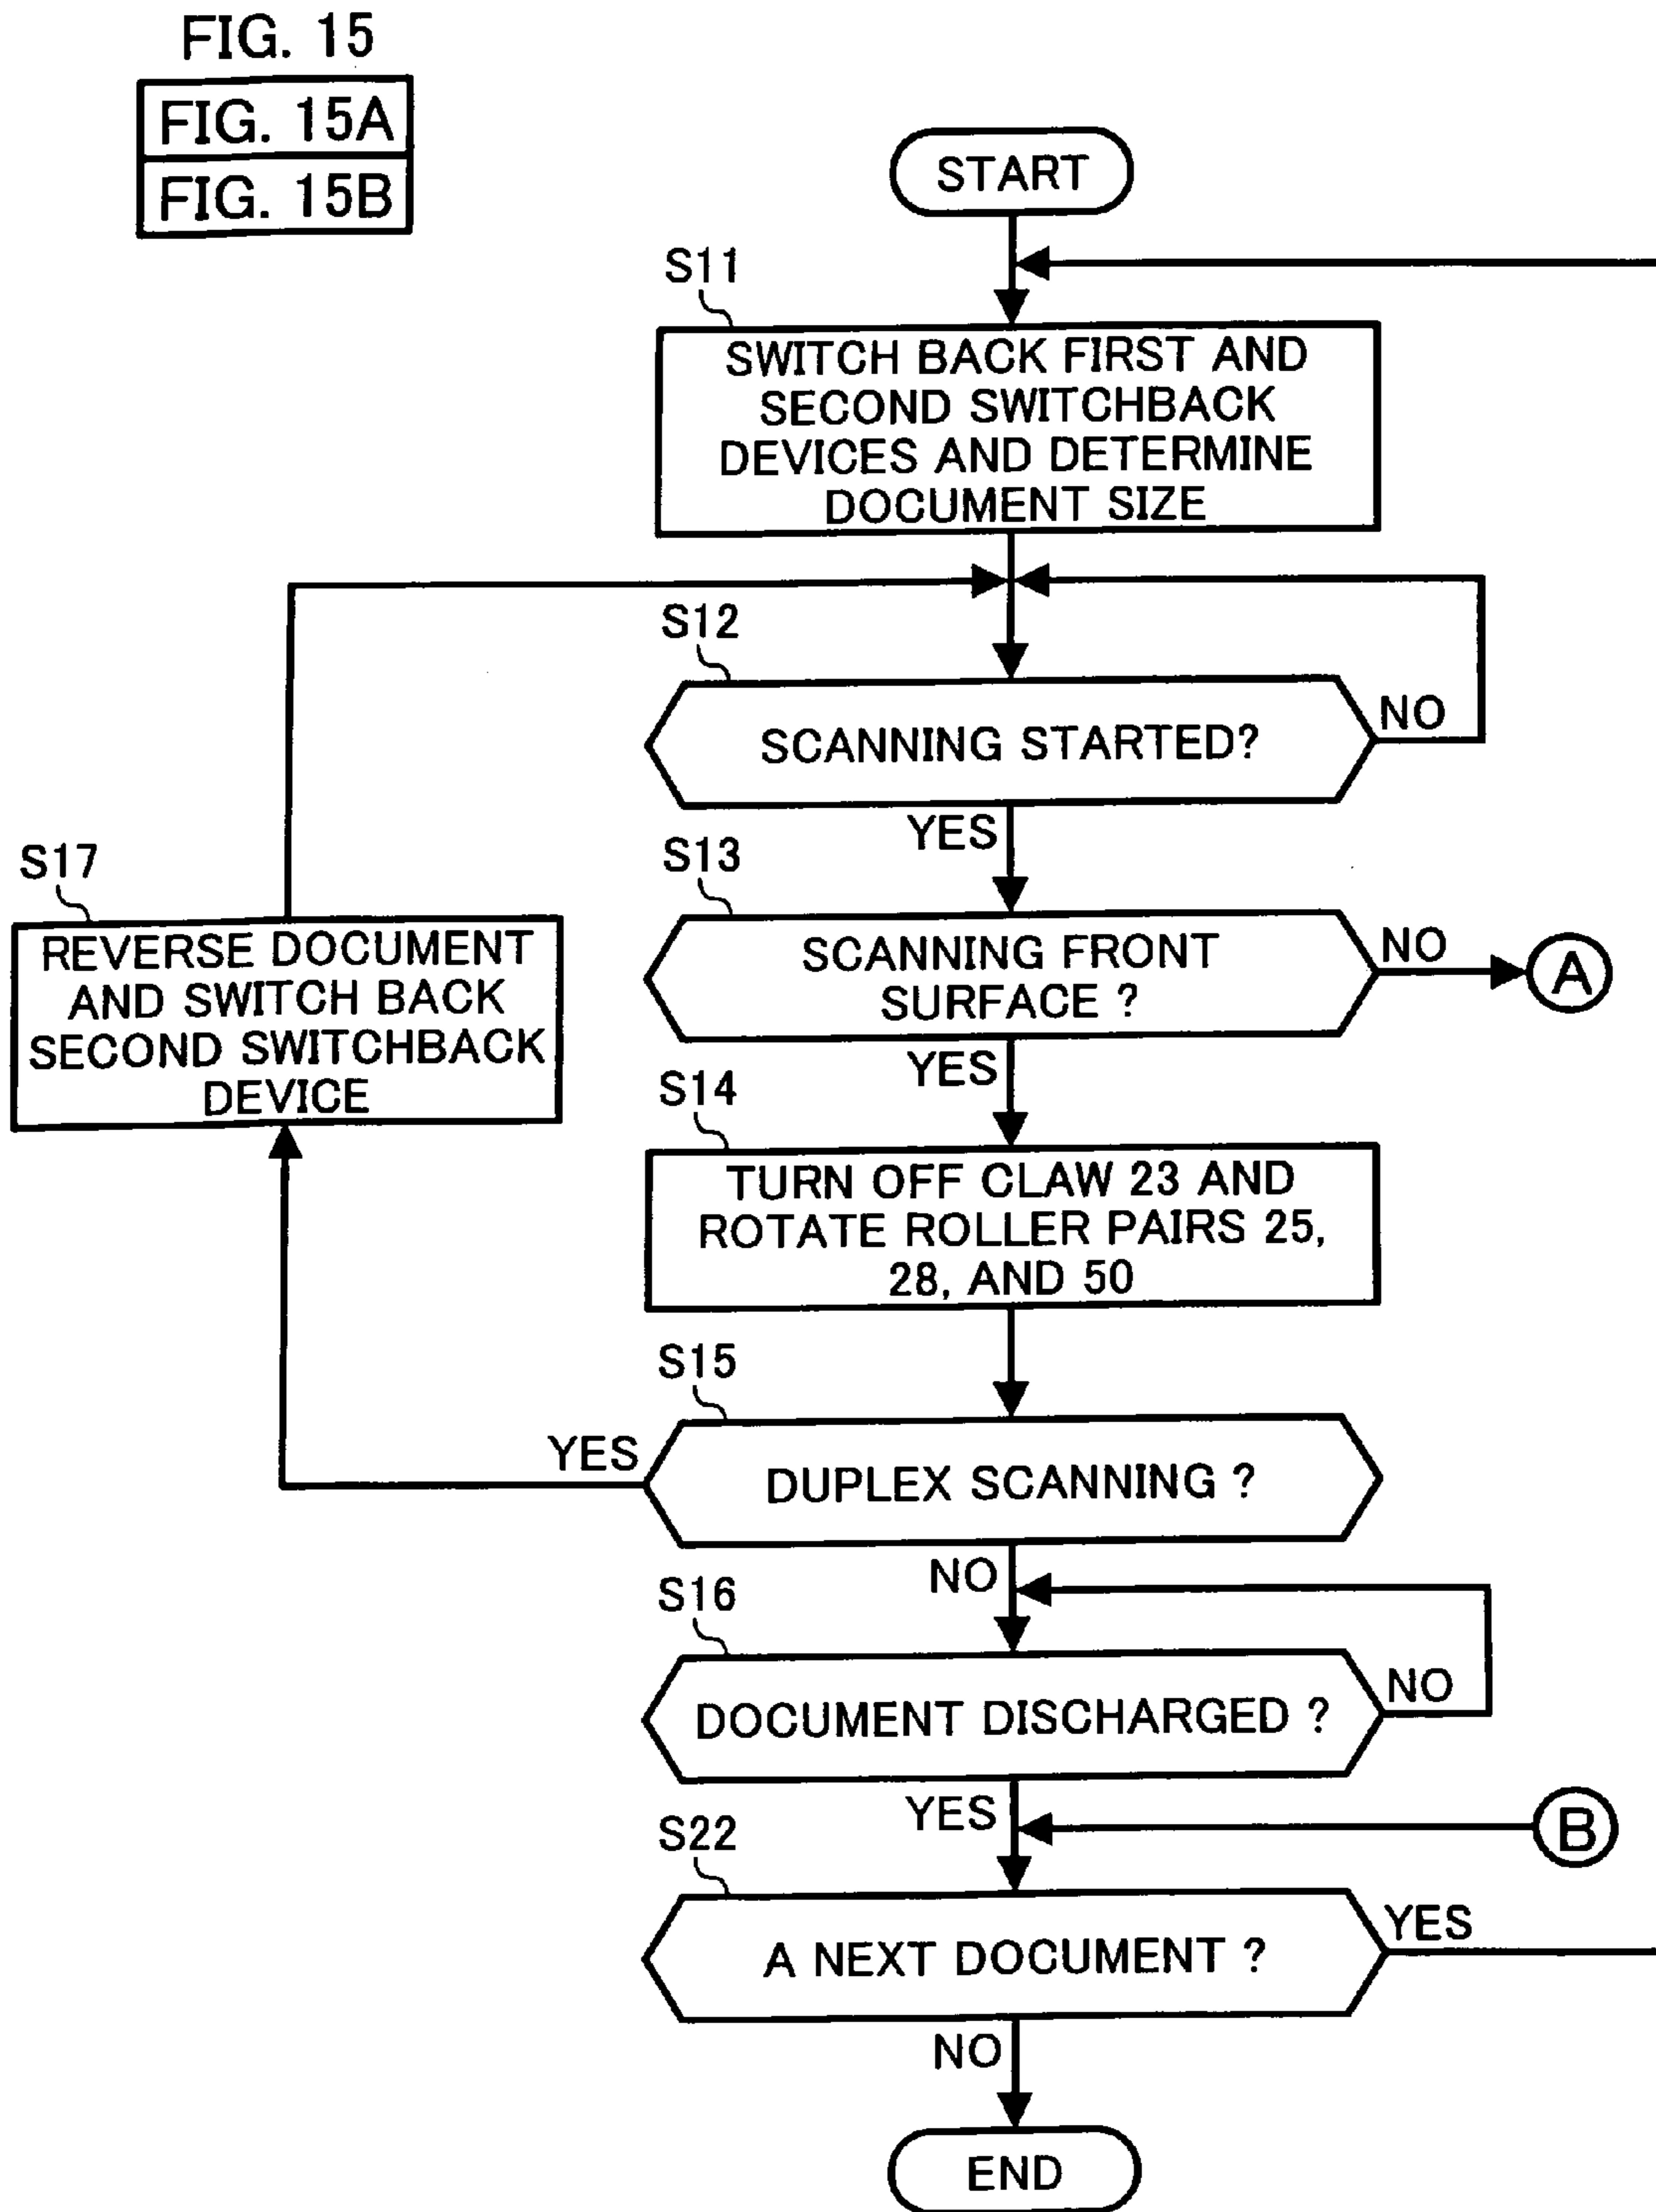 FIG. 15
FIG. 15A
FIG. 15B
START
S11
SWITCH BACK FIRST AND
SECOND SWITCHBACK
DEVICES AND DETERMINE
DOCUMENT SIZE
S12
SCANNING STARTED?
NO
YES
S13
SCANNING FRONT
SURFACE ?
NO
A
YES
S17
REVERSE DOCUMENT
AND SWITCH BACK
SECOND SWITCHBACK
DEVICE
S14
TURN OFF CLAW 23 AND
ROTATE ROLLER PAIRS 25,
28, AND 50
S15
YES
DUPLEX SCANNING ?
NO
S16
DOCUMENT DISCHARGED ?
NO
YES
B
S22
A NEXT DOCUMENT ?
YES
NO
END